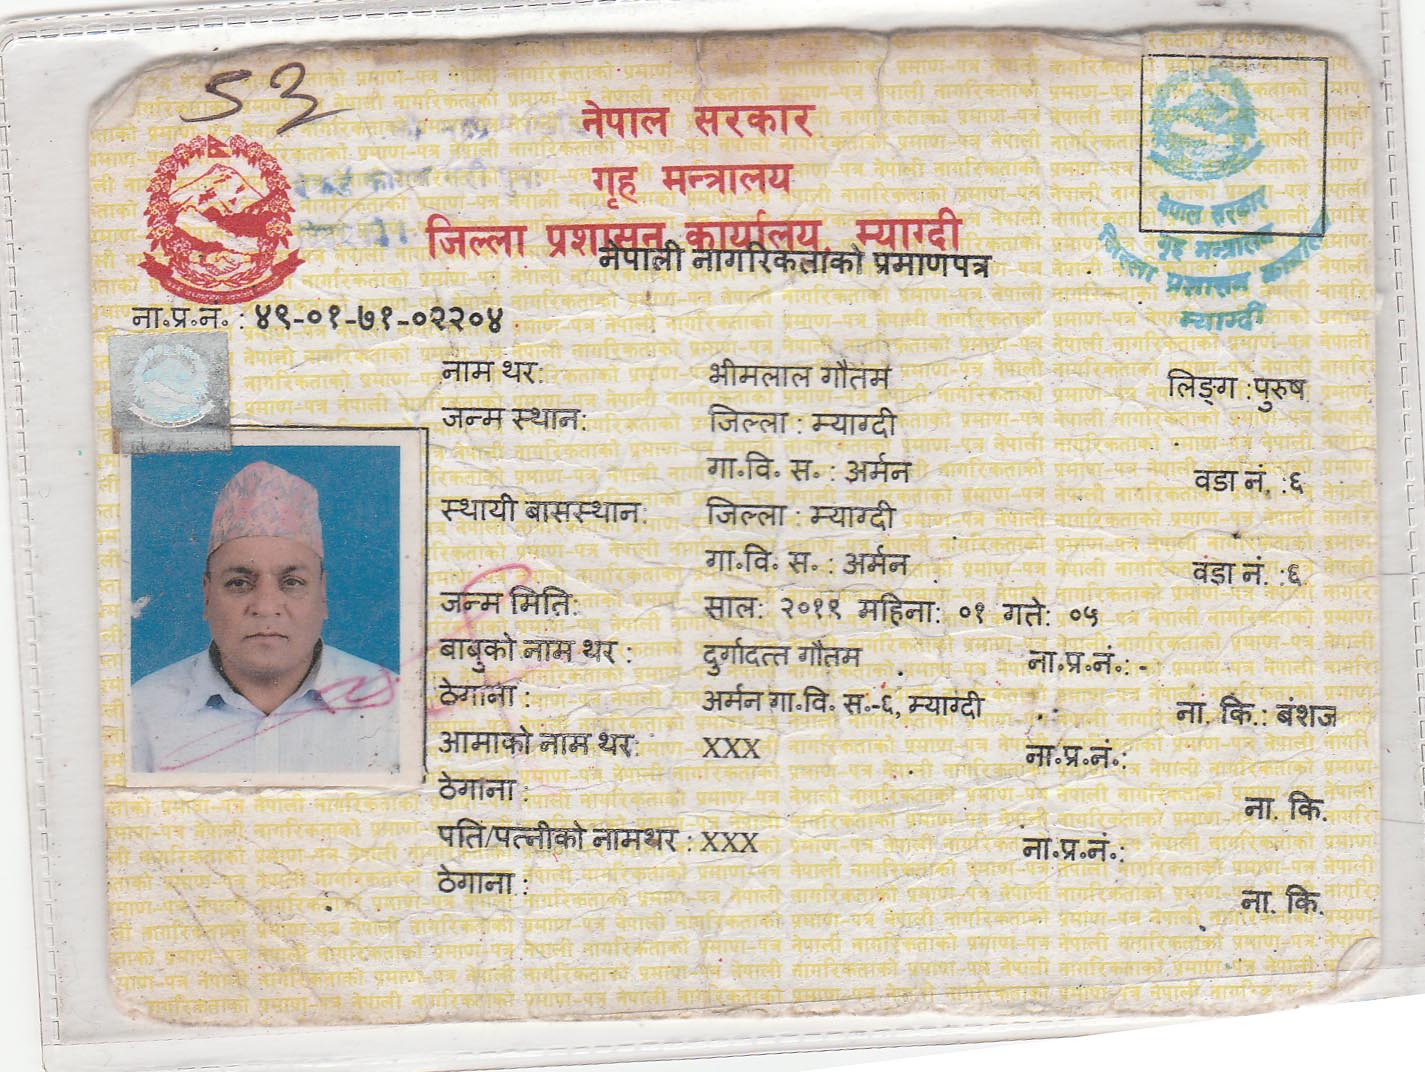 53
नेपाल सरकार
गृह मन्त्रालय
जिल्ला प्रशासन कार्यालय, म्याग्दी
नेपाली नागरिकताको प्रमाणपत्र
नेपाल सरकार
गृह मन्त्रालय
जिल्ला प्रशासन कार्यालय
म्याग्दी
ना.प्र.नं. : ४९-०१-७१-०२२०४
नाम थर: भीमलाल गौतम लिङ्ग :पुरुष
जन्म स्थान: जिल्ला : म्याग्दी
गा.वि. स. : अर्मन वडा नं. :६
स्थायी बासस्थान: जिल्ला : म्याग्दी
गा.वि. स. : अर्मन वडा नं. :६
जन्म मिति: साल: २०१९ महिना: ०१ गते: ०५
बाबुको नाम थर : दुर्गादत्त गौतम ना.प्र.नं.: -
ठेगाना : अर्मन गा.वि. स.-६, म्याग्दी ना. कि.: बंशज
आमाको नाम थर: XXX ना.प्र.नं.:
ठेगाना : ना. कि.
पति/पत्नीको नामथर : XXX ना.प्र.नं.:
ठेगाना : ना. कि.